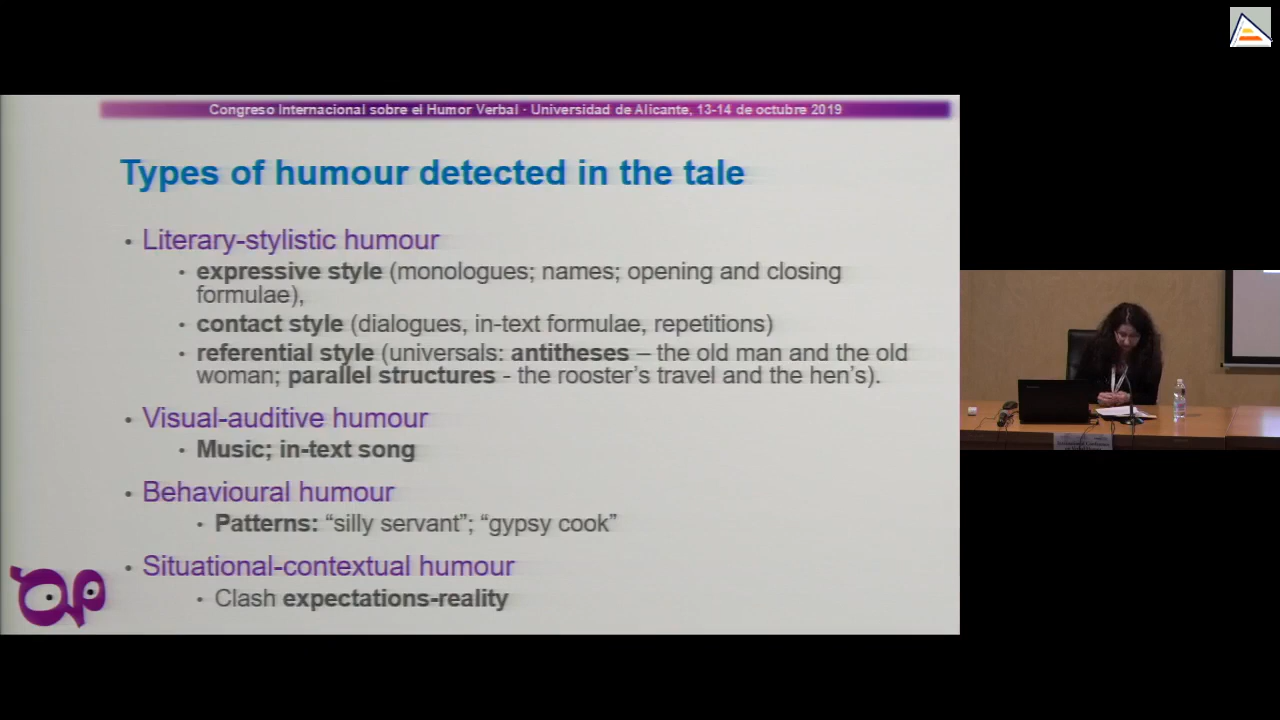 Congreso Internacional sobre el Humor Verbal · Universidad de Alicante, 13-14 de octubre 2019
Types of humour detected in the tale
• Literary-stylistic humour
• expressive style (monologues; names; opening and closing
formulae),
• contact style (dialogues, in-text formulae, repetitions)
• referential style (universals: antitheses – the old man and the old
woman; parallel structures - the rooster's travel and the hen's).
• Visual-auditive humour
• Music; in-text song
• Behavioural humour
• Patterns: “silly servant”; “gypsy cook”
• Situational-contextual humour
• Clash expectations-reality